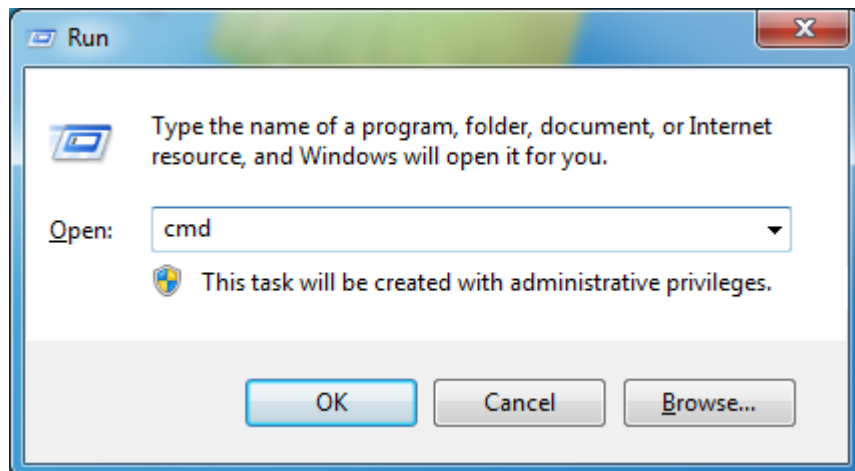 Run
Type the name of a program, folder, document, or Internet
resource, and Windows will open it for you.
Open: cmd
This task will be created with administrative privileges.
OK Cancel Browse...